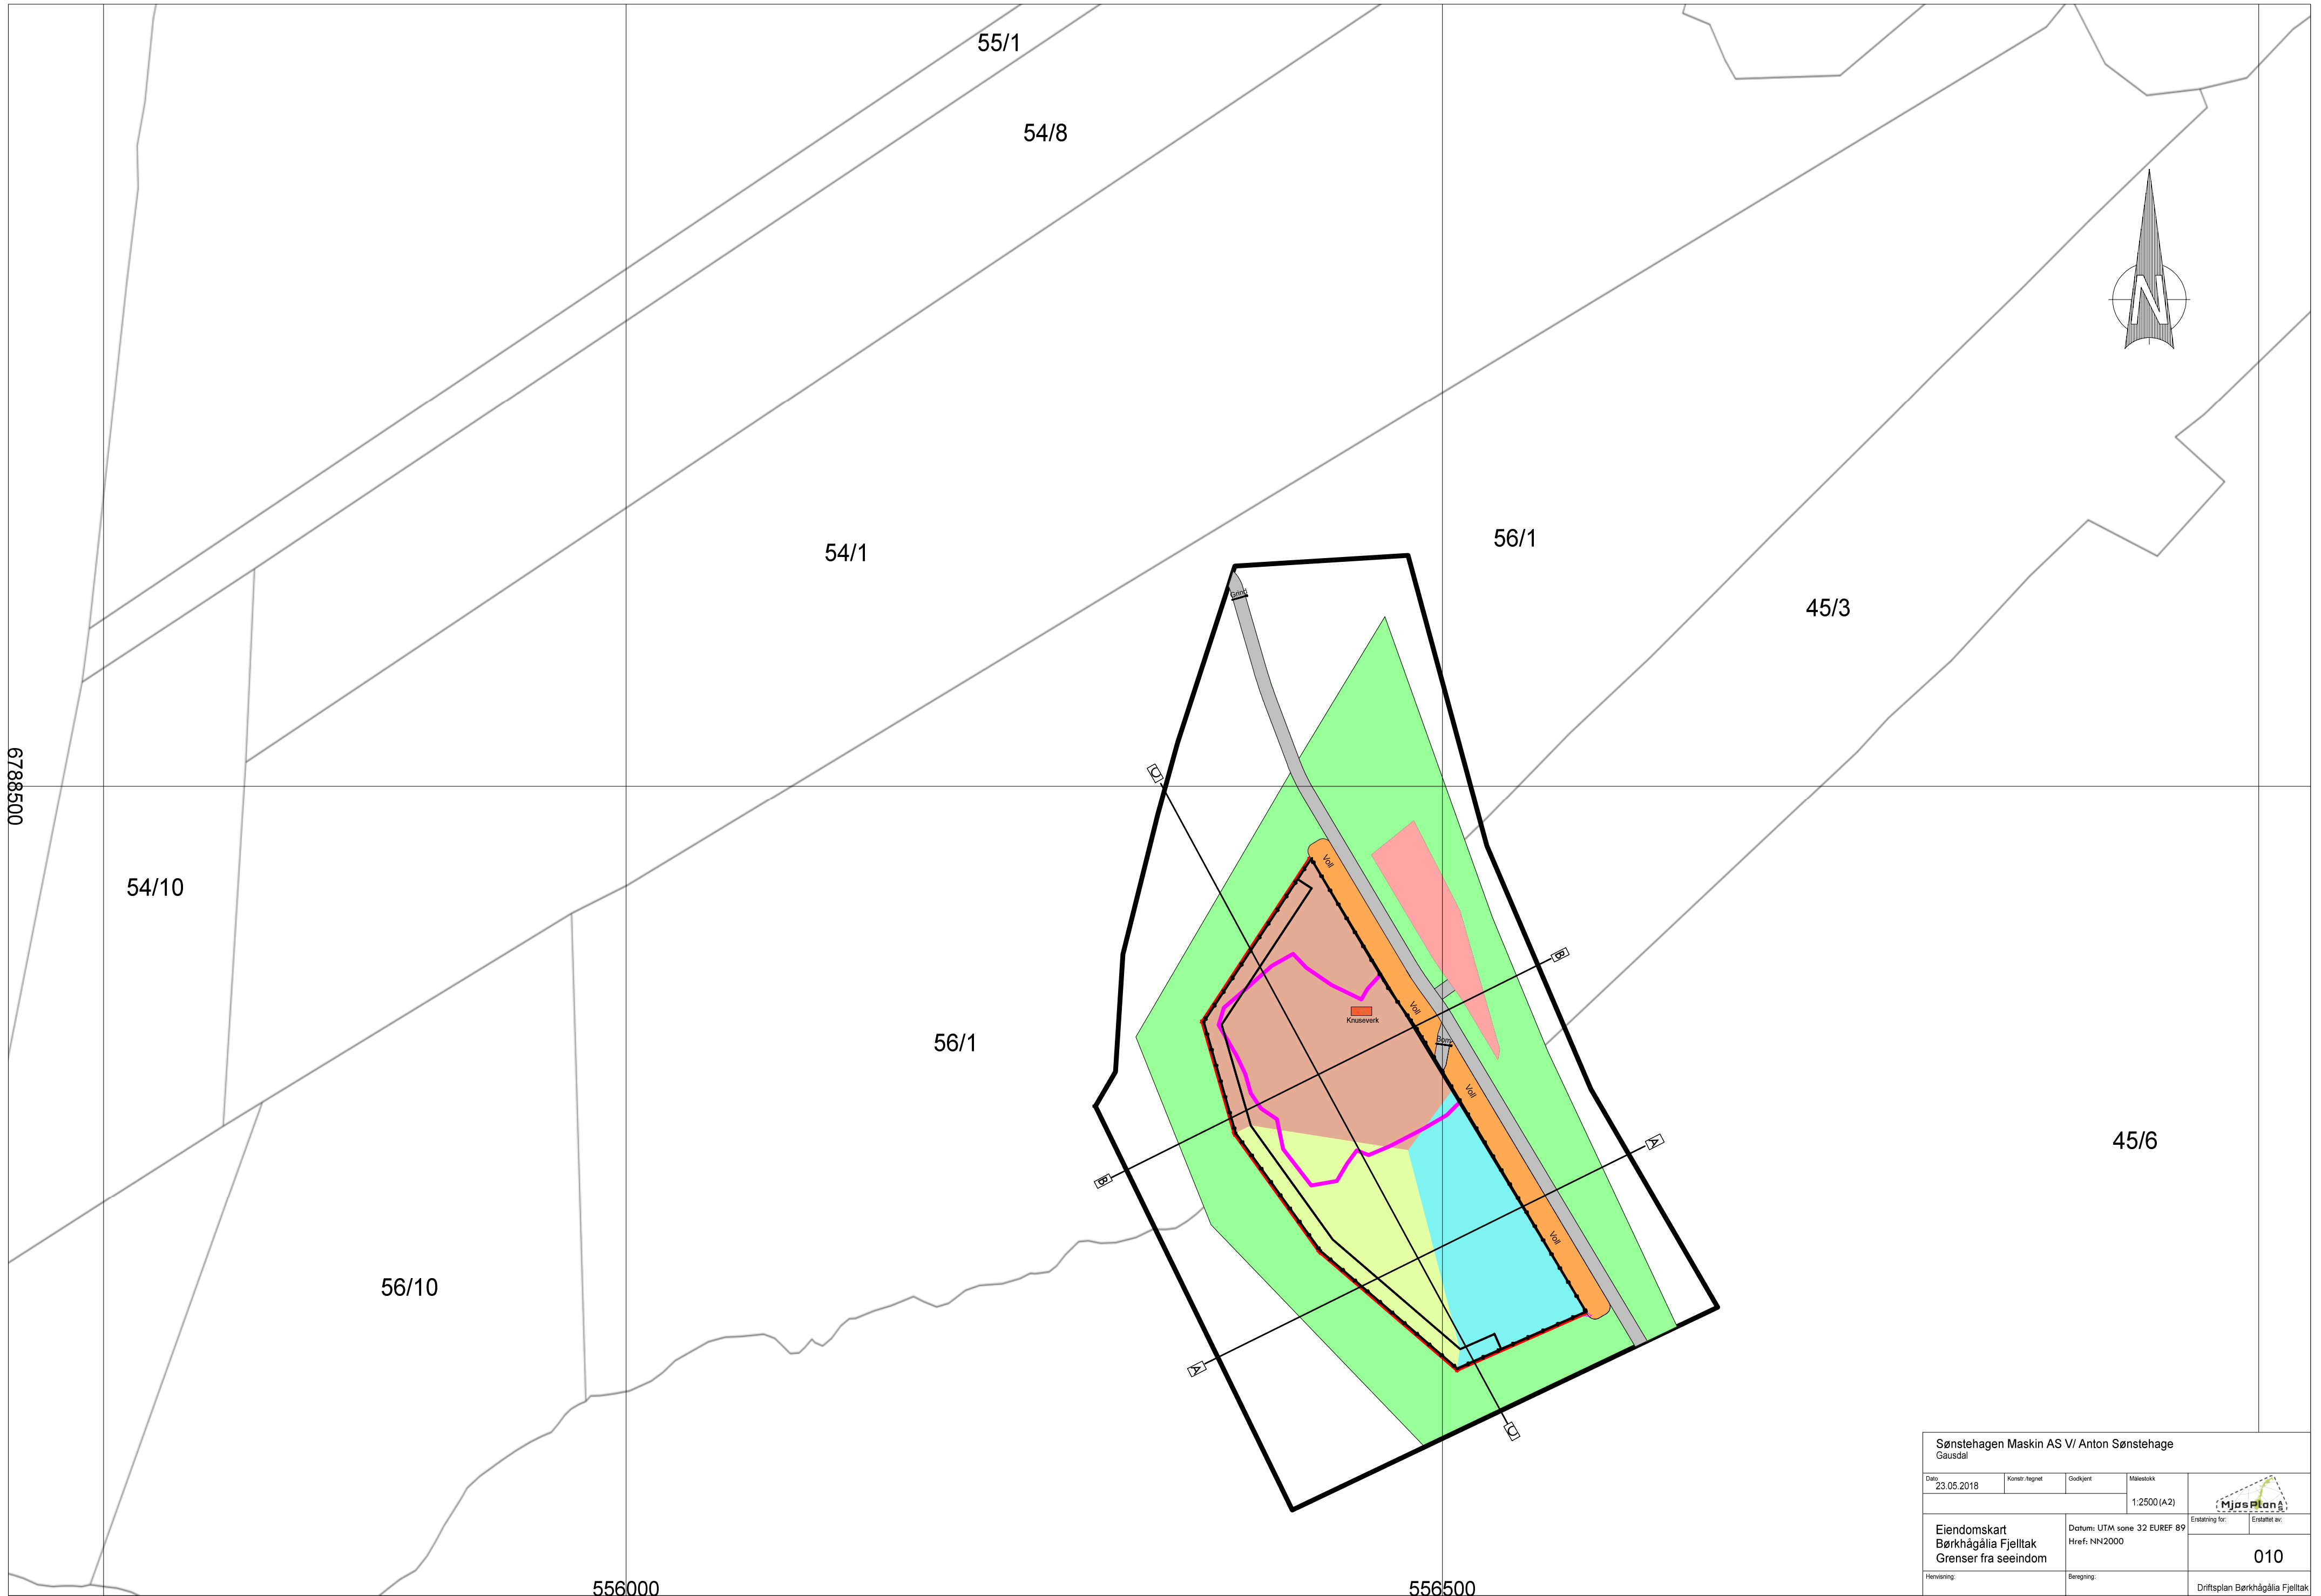 55/1
54/8
54/1
56/1
45/3
Grind
6788500
C
Voll
54/10
B
Voll
Knuseverk
56/1
Bom
Voll
A
45/6
B
Voll
56/10
A
C
556000
556500
N
Sønstehagen Maskin AS V/ Anton Sønstehage
Gausdal
Dato
23.05.2018
Konstr./tegnet
Godkjent
Målestokk
1:2500 (A2)
MjøsPlan AS
Eiendomskart
Børkhågålia Fjelltak
Grenser fra seeindom
Datum: UTM sone 32 EUREF 89
Href: NN2000
Erstatning for:
Erstattet av:
010
Henvisning:
Beregning:
Driftsplan Børkhågålia Fjelltak